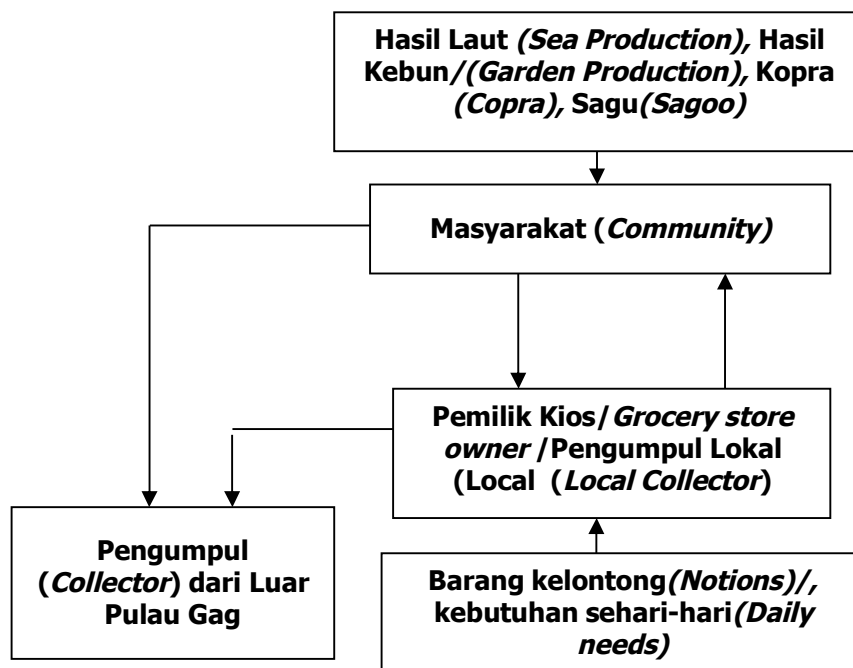 Hasil Laut (Sea Production), Hasil
Kebun/(Garden Production), Kopra
(Copra), Sagu(Sagoo)
Masyarakat (Community)
Pemilik Kios/Grocery store
owner /Pengumpul Lokal
(Local (Local Collector)
Pengumpul
(Collector) dari Luar
Pulau Gag
Barang kelontong(Notions)/,
kebutuhan sehari-hari(Daily
needs)